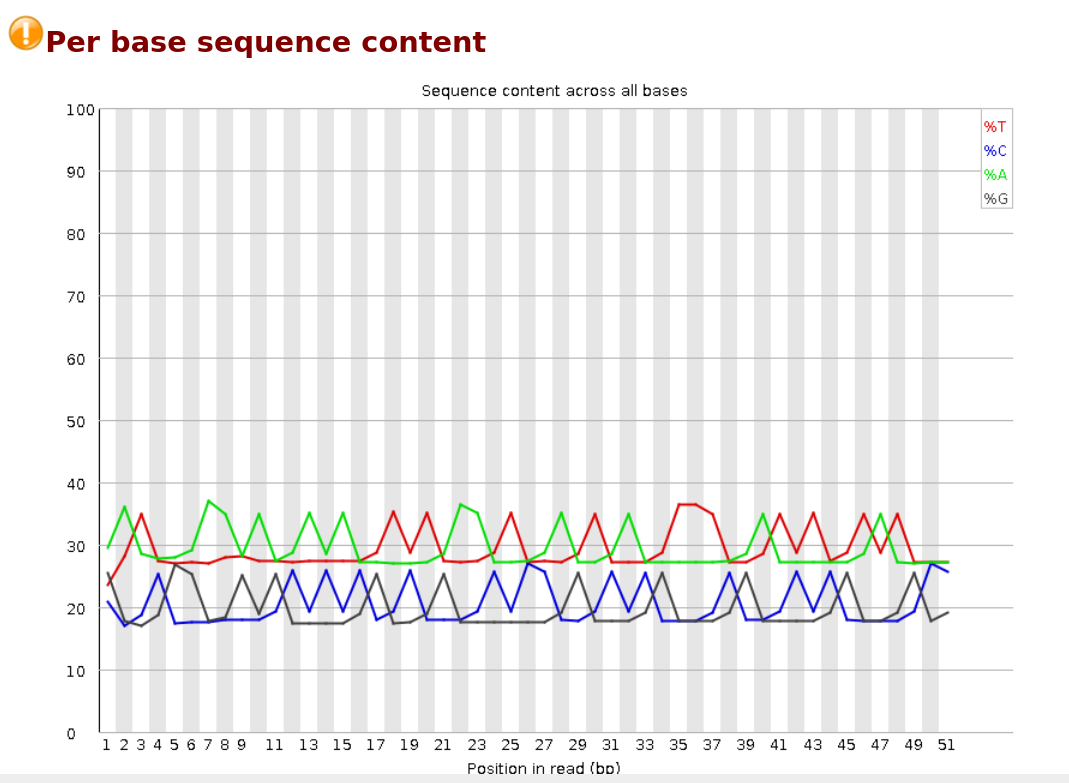 Per base sequence content
Sequence content across all bases
100
%T
%C
90
%A
%G
80
70
60
50
40
30
20
10
0
1 2 3 4 5 6 7 8 9 11 13 15 17 19 21 23 25 27 29 31 33 35 37 39 41 43 45 47 49 51
Position in read (bp)